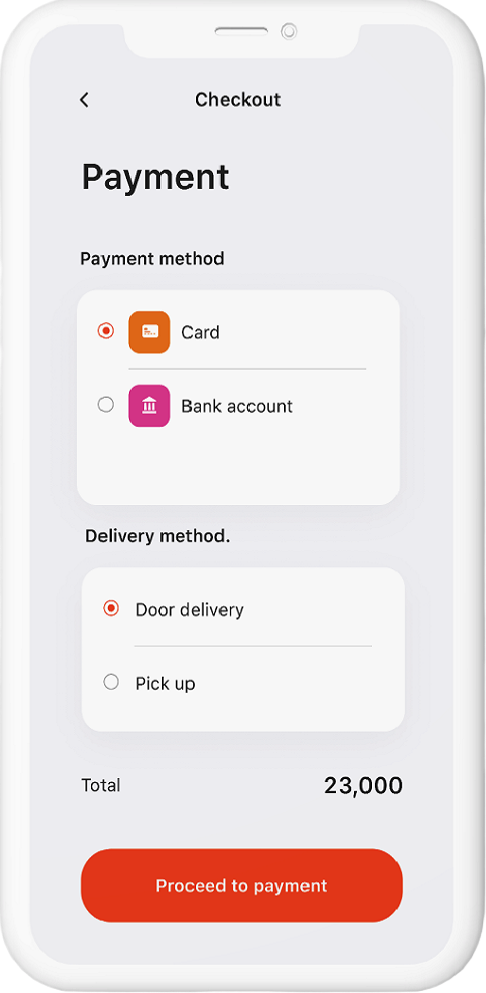 Checkout
Payment
Payment method
Card
Bank account
Delivery method.
Door delivery
Pick up
Total 23,000
Proceed to payment